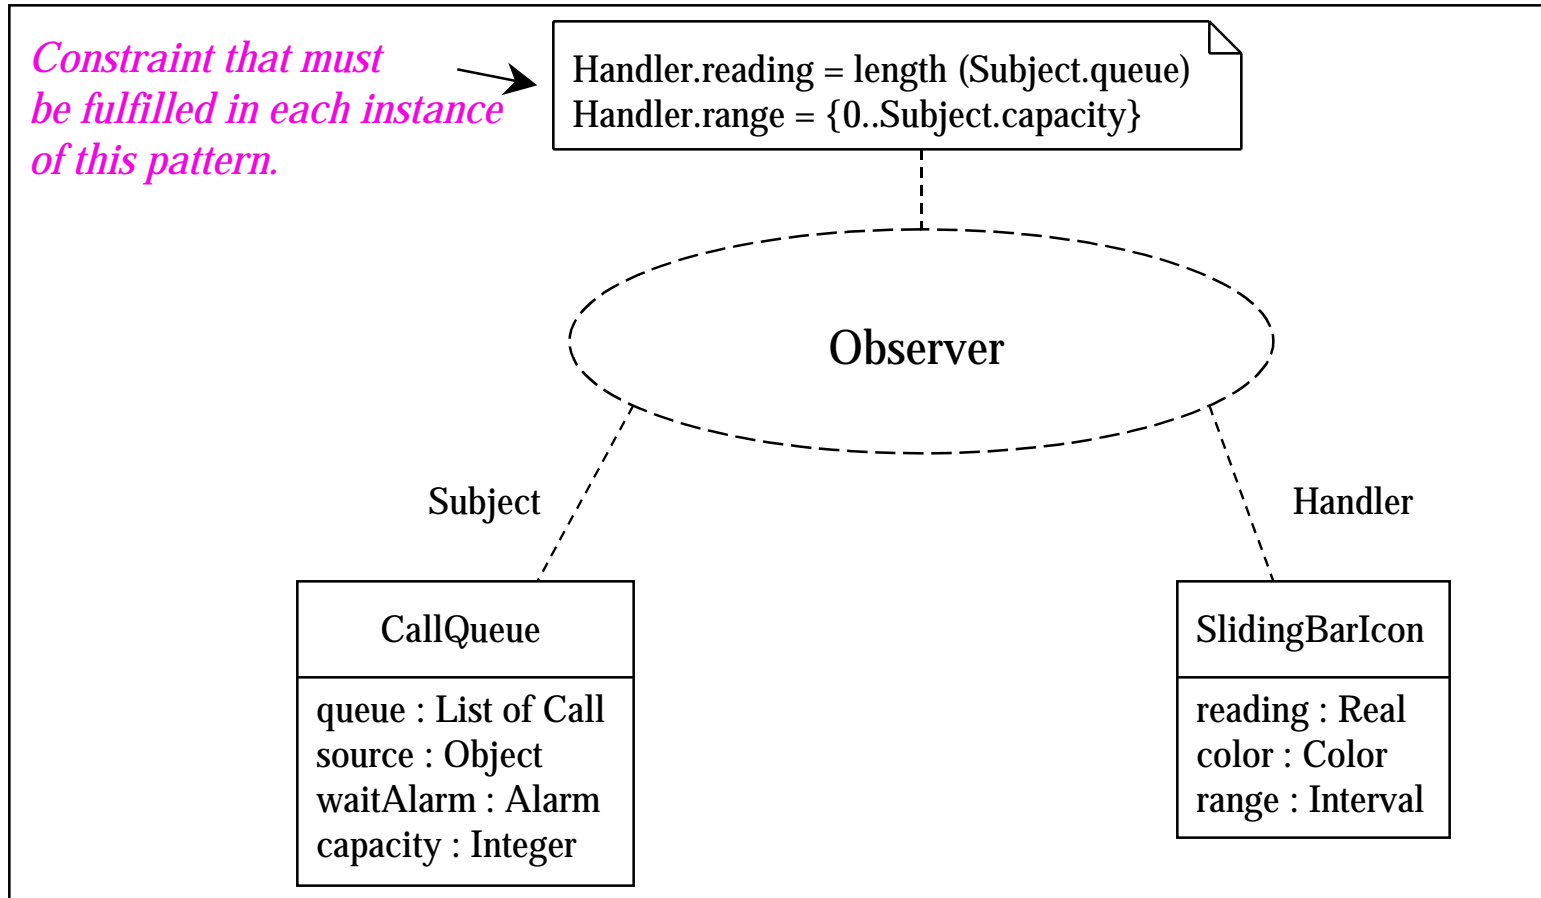 Constraint that must
be fulfilled in each instance
of this pattern.
Handler.reading = length (Subject.queue)
Handler.range = {0..Subject.capacity}
Observer
Subject
Handler
CallQueue
queue : List of Call
source : Object
waitAlarm : Alarm
capacity : Integer
SlidingBarIcon
reading : Real
color : Color
range : Interval